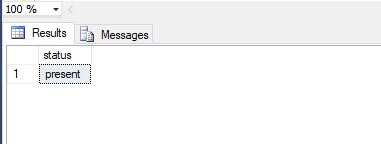 100 %
Results Messages
status
1 present